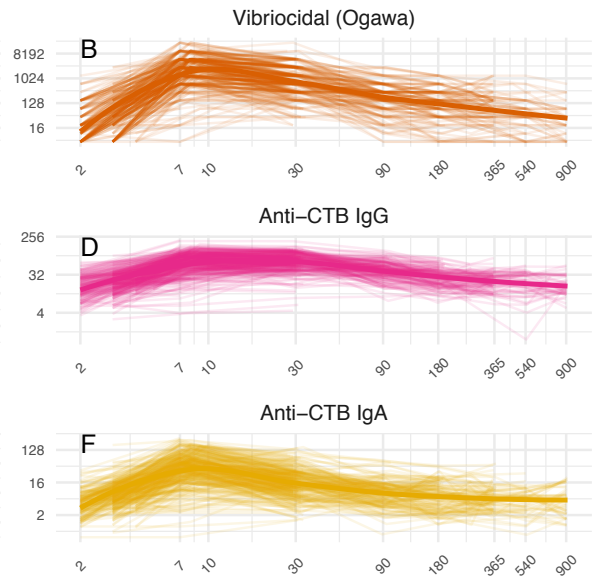 Vibriocidal (Ogawa)
B
8192
1024
128
16
2 7 10 30 90 180 365 540 900
Anti−CTB IgG
D
256
32
4
2 7 10 30 90 180 365 540 900
Anti−CTB IgA
F
128
16
2
2 7 10 30 90 180 365 540 900